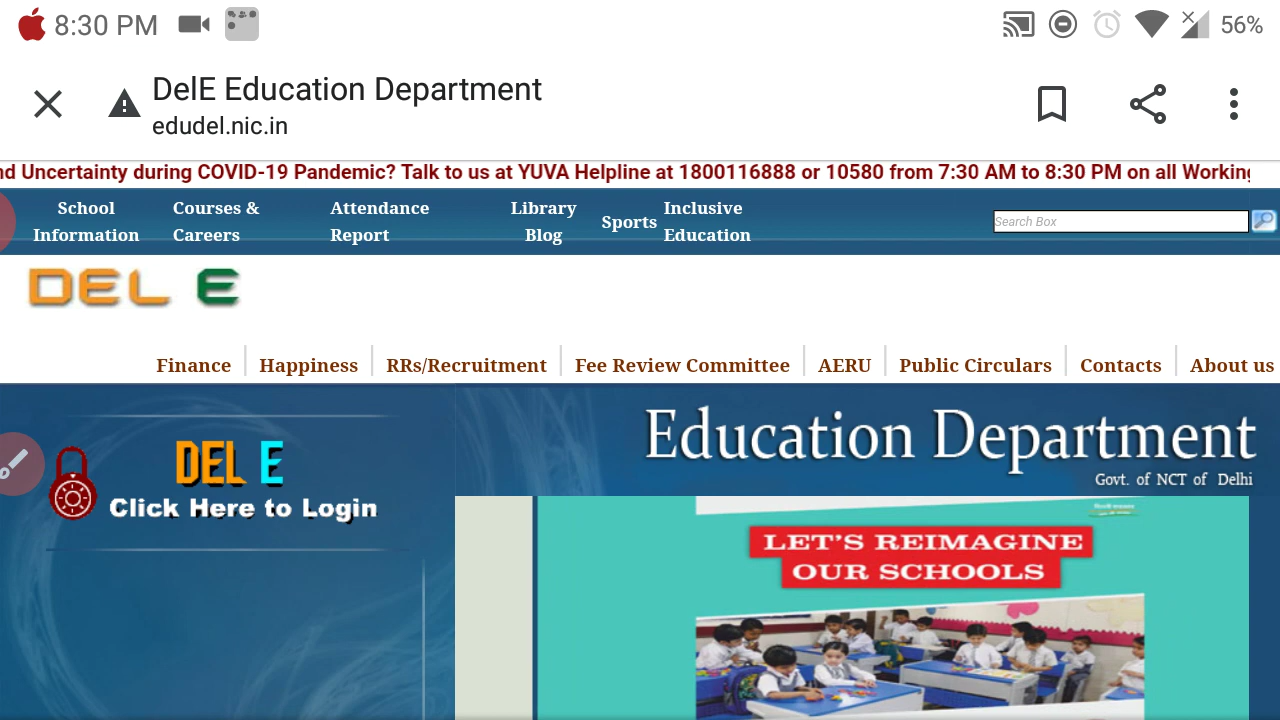 8:30 PM
56%
DelE Education Department
edudel.nic.in
nd Uncertainty during COVID-19 Pandemic? Talk to us at YUVA Helpline at 1800116888 or 10580 from 7:30 AM to 8:30 PM on all Working
School Information
Courses & Careers
Attendance Report
Library Blog
Sports
Inclusive Education
Search Box
DEL E
Finance
Happiness
RRs/Recruitment
Fee Review Committee
AERU
Public Circulars
Contacts
About us
DEL E
Click Here to Login
Education Department
Govt. of NCT of Delhi
LET'S REIMAGINE
OUR SCHOOLS